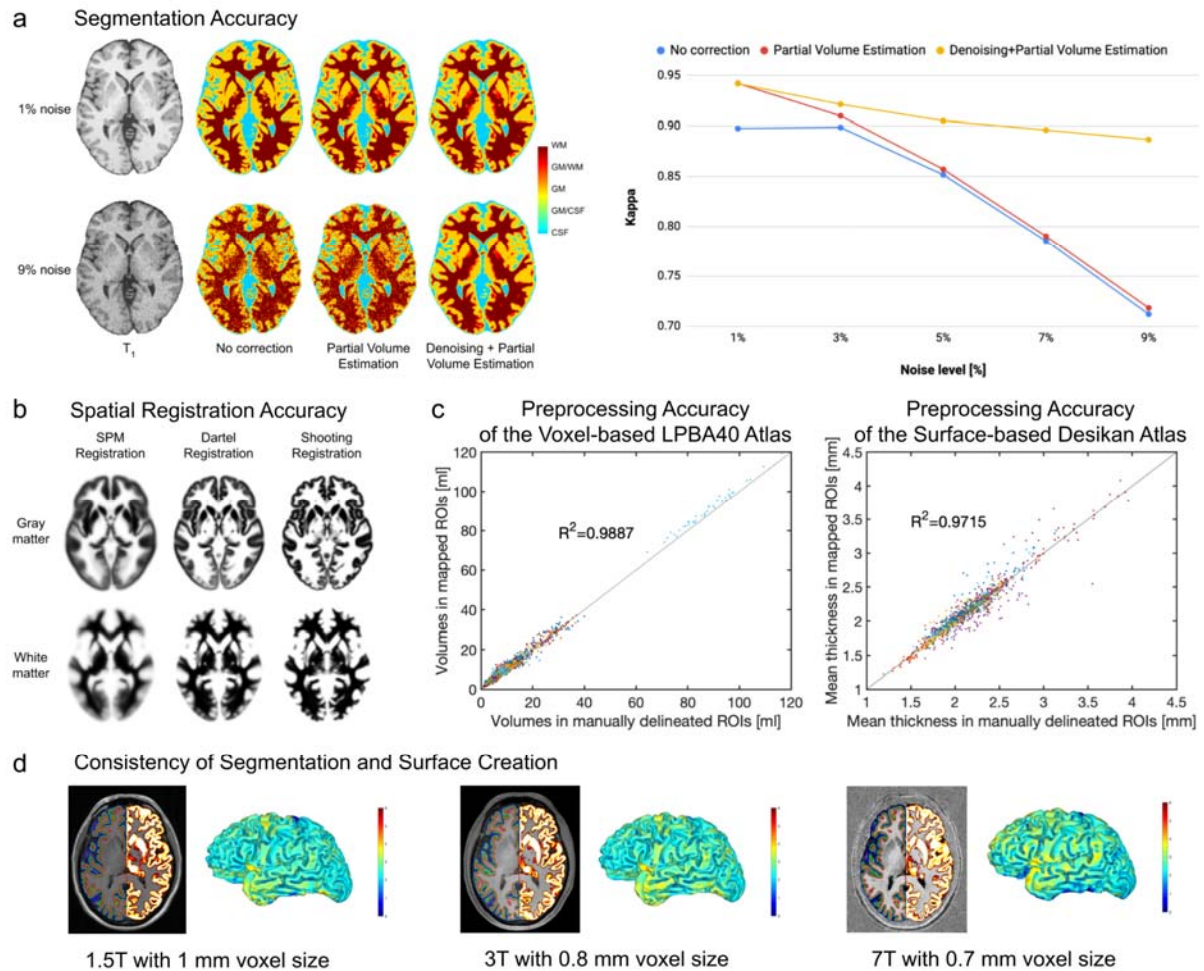 a
Segmentation Accuracy
1% noise
9% noise
T1
No correction
Partial Volume
Estimation
Denoising + Partial
Volume Estimation
WM
GM/WM
GM
GM/CSF
CSF
No correction
Partial Volume Estimation
Denoising+Partial Volume Estimation
Kappa
0.95
0.90
0.85
0.80
0.75
0.70
1%
3%
5%
7%
9%
Noise level [%]
b
Spatial Registration Accuracy
SPM
Registration
Dartel
Registration
Shooting
Registration
Gray
matter
White
matter
c
Preprocessing Accuracy
of the Voxel-based LPBA40 Atlas
Volumes in mapped ROIs [ml]
120
100
80
60
40
20
0
R2=0.9887
0
20
40
60
80
100
120
Volumes in manually delineated ROIs [ml]
Preprocessing Accuracy
of the Surface-based Desikan Atlas
Mean thickness in mapped ROIs [mm]
4.5
4
3.5
3
2.5
2
1.5
1
R2=0.9715
1
1.5
2
2.5
3
3.5
4
4.5
Mean thickness in manually delineated ROIs [mm]
d
Consistency of Segmentation and Surface Creation
1.5T with 1 mm voxel size
3T with 0.8 mm voxel size
7T with 0.7 mm voxel size